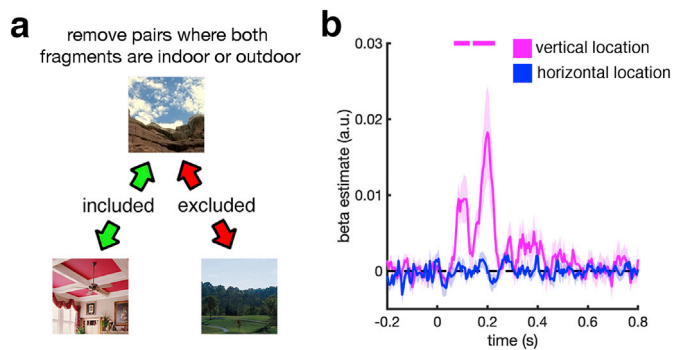 a
remove pairs where both
fragments are indoor or outdoor
included
excluded
b
vertical location
horizontal location
beta estimate (a.u.)
0.03
0.02
0.01
0
-0.2
0
0.2
0.4
0.6
0.8
time (s)